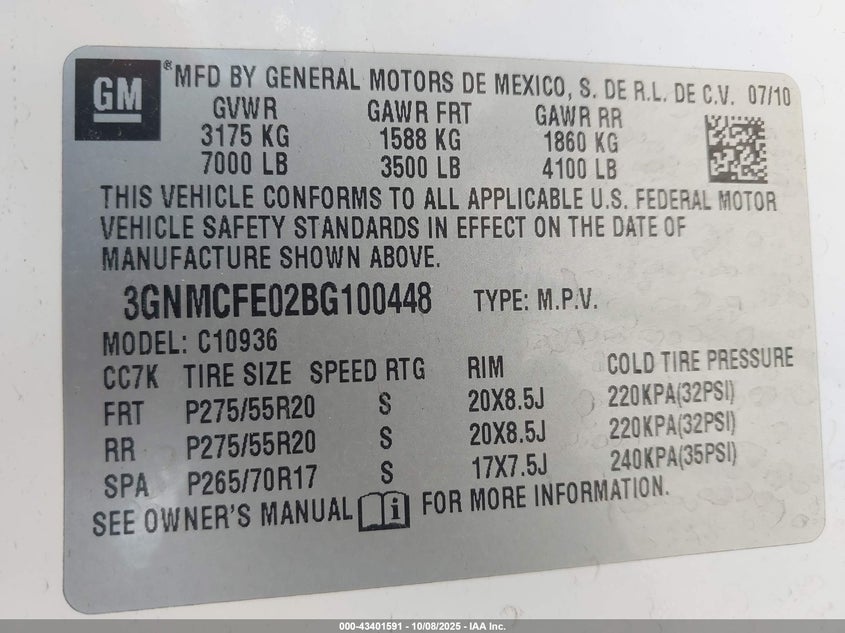 GM ® MFD BY GENERAL MOTORS DE MEXICO, S. DE R.L. DE C.V. 07/10
GVWR GAWR FRT GAWR RR
3175 KG 1588 KG 1860 KG
7000 LB 3500 LB 4100 LB
THIS VEHICLE CONFORMS TO ALL APPLICABLE U.S. FEDERAL MOTOR
VEHICLE SAFETY STANDARDS IN EFFECT ON THE DATE OF
MANUFACTURE SHOWN ABOVE.
3GNMCFE02BG100448 TYPE: M.P.V.
MODEL: C10936
CC7K TIRE SIZE SPEED RTG RIM COLD TIRE PRESSURE
FRT P275/55R20 S 20X8.5J 220KPA(32PSI)
RR P275/55R20 S 20X8.5J 220KPA(32PSI)
SPA P265/70R17 S 17X7.5J 240KPA(35PSI)
SEE OWNER'S MANUAL i FOR MORE INFORMATION.
000-43401591 - 10/08/2025 - IAA Inc.